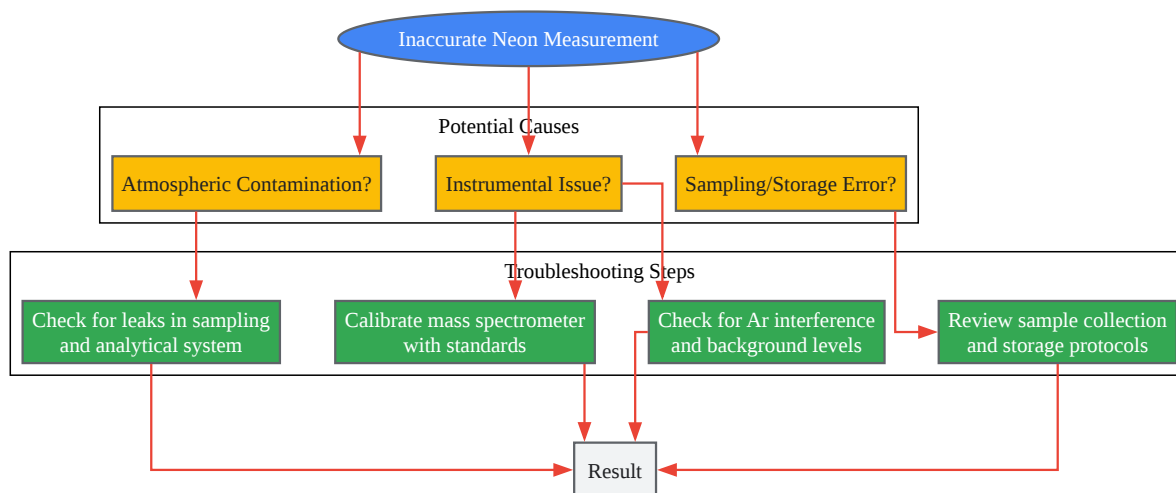 Inaccurate Neon Measurement
Potential Causes
Atmospheric Contamination?
Instrumental Issue?
Sampling/Storage Error?
Troubleshooting Steps
Check for leaks in sampling
and analytical system
Calibrate mass spectrometer
with standards
Check for Ar interference
and background levels
Review sample collection
and storage protocols
Result